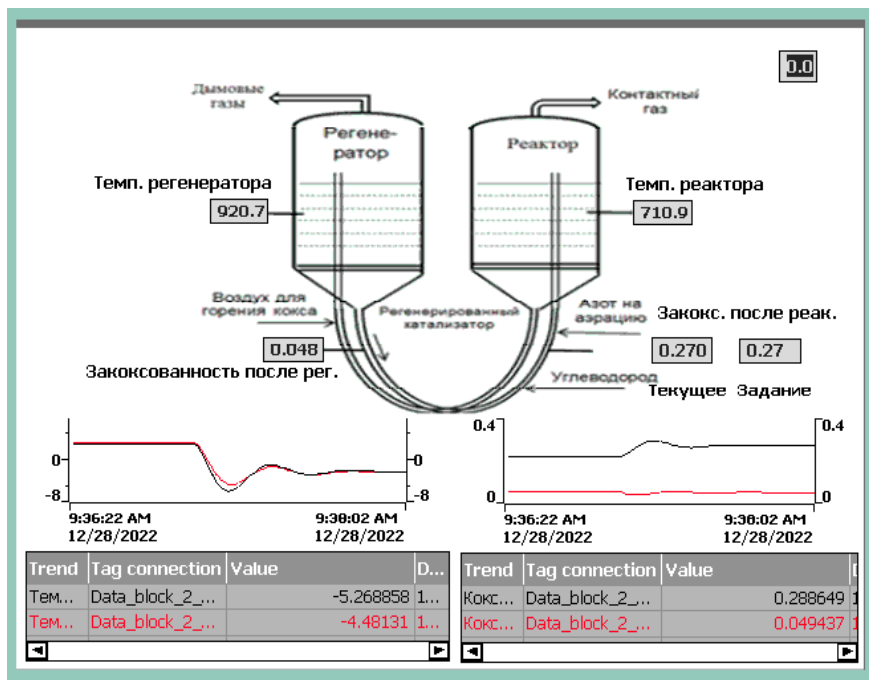 0.0
Дымовые
газы
Контактный
газ
Регене-
ратор
Реактор
Темп. регенератора
920.7
Темп. реактора
710.9
Воздух для
горения кокса
Регенерированный
катализатор
Азот на
аэрацию
Закокс. после реак.
0.048
0.270
0.27
Закоксованность после рег.
Углеводород
Текущее Задание
0
-8
0
-8
9:36:22 AM
12/28/2022
9:38:02 AM
12/28/2022
0.4
0
0.4
0
9:36:22 AM
12/28/2022
9:38:02 AM
12/28/2022
Trend Tag connection Value D...
Тем... Data_block_2_... -5.268858 1...
Тем... Data_block_2_... -4.48131 1...
Trend Tag connection Value
Кокс... Data_block_2_... 0.288649
Кокс... Data_block_2_... 0.049437